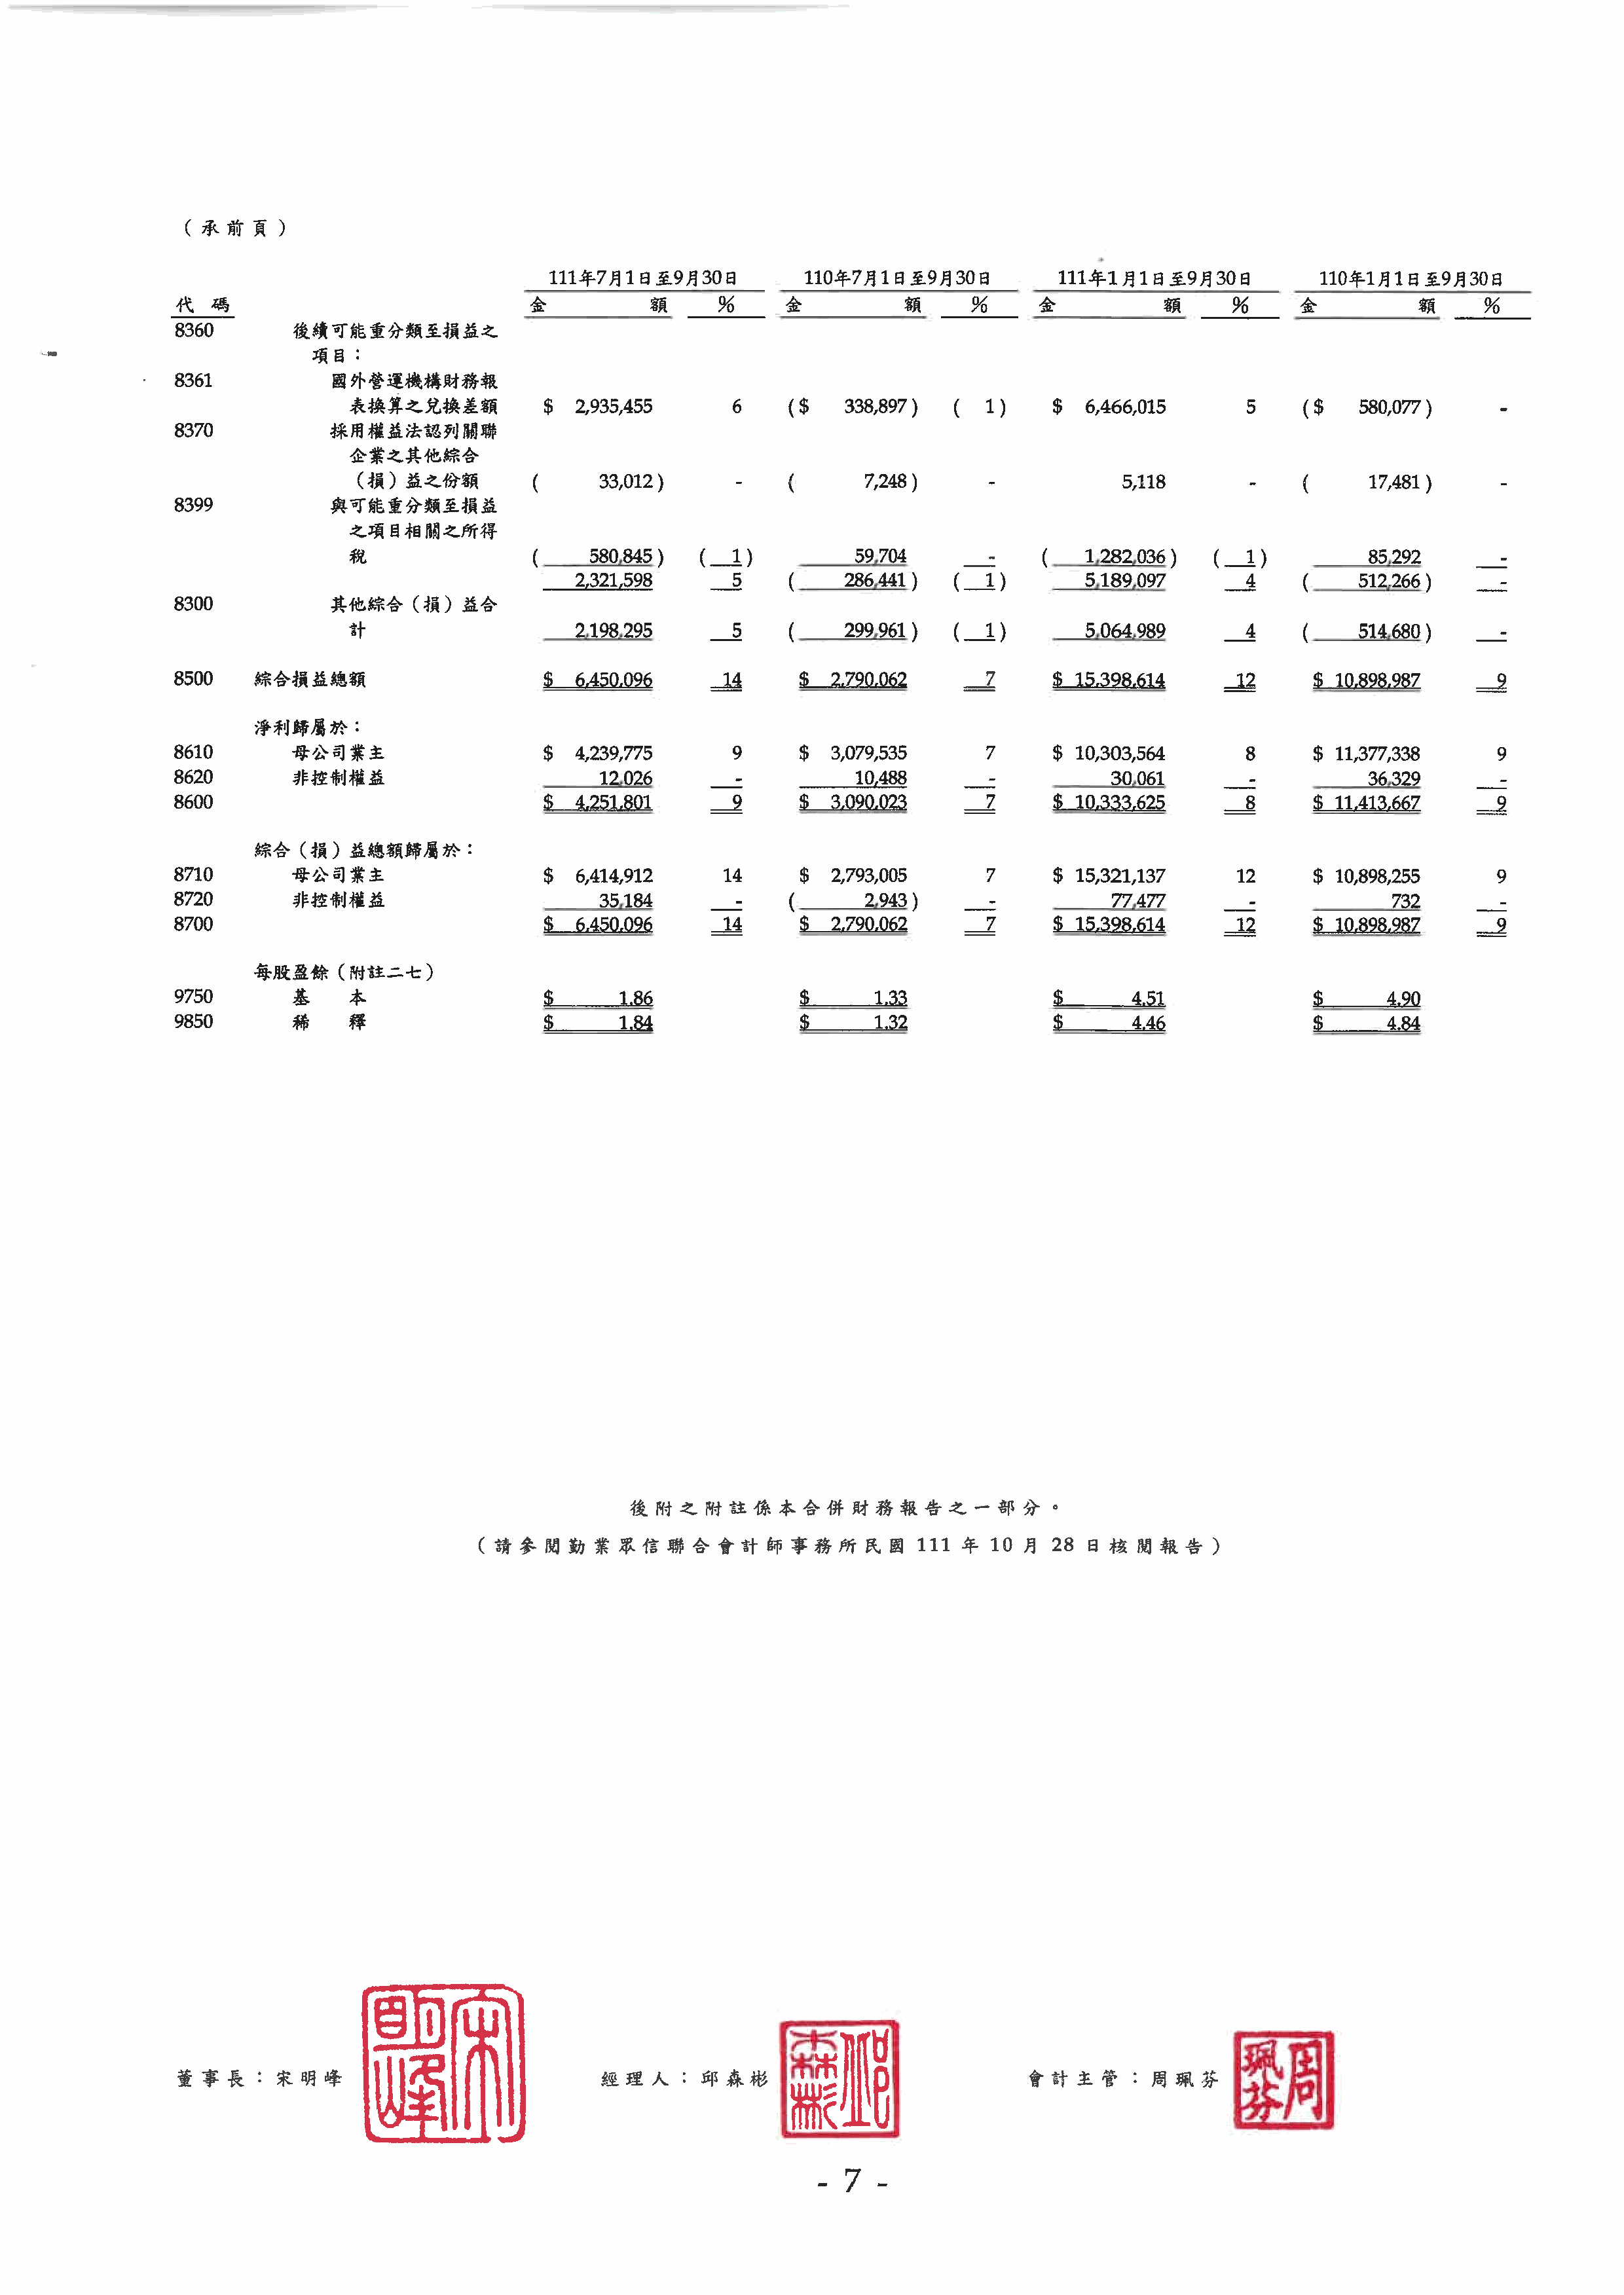 （承前頁）
111年7月1日至9月30日 110年7月1日至9月30日 111年1月1日至9月30日 110年1月1日至9月30日
代 碼 金 額 % 金 額 % 金 額 % 金 額 %
8360 後續可能重分類至損益之
項目：
8361 國外營運機構財務報
表換算之兌換差額 $ 2,935,455 6 ($ 338,897) ( 1) $ 6,466,015 5 ($ 580,077) -
8370 採用權益法認列關聯
企業之其他綜合
（損）益之份額 ( 33,012) - ( 7,248) - 5,118 - ( 17,481) -
8399 與可能重分類至損益
之項目相關之所得
稅 ( 580,845) ( 1) 59,704 - ( 1,282,036) ( 1) 85,292 -
2,321,598 5 ( 286,441) ( 1) 5,189,097 4 ( 512,266) -
8300 其他綜合（損）益合
計 2,198,295 5 ( 299,961) ( 1) 5,064,989 4 ( 514,680) -
8500 綜合損益總額 $ 6,450,096 14 $ 2,790,062 7 $ 15,398,614 12 $ 10,898,987 9
淨利歸屬於：
8610 母公司業主 $ 4,239,775 9 $ 3,079,535 7 $ 10,303,564 8 $ 11,377,338 9
8620 非控制權益 12,026 - 10,488 - 30,061 - 36,329 -
8600 $ 4,251,801 9 $ 3,090,023 7 $ 10,333,625 8 $ 11,413,667 9
綜合（損）益總額歸屬於：
8710 母公司業主 $ 6,414,912 14 $ 2,793,005 7 $ 15,321,137 12 $ 10,898,255 9
8720 非控制權益 35,184 - ( 2,943) - 77,477 - 732 -
8700 $ 6,450,096 14 $ 2,790,062 7 $ 15,398,614 12 $ 10,898,987 9
每股盈餘（附註二七）
9750 基 本 $ 1.86 $ 1.33 $ 4.51 $ 4.90
9850 稀 釋 $ 1.84 $ 1.32 $ 4.46 $ 4.84
後附之附註係本合併財務報告之一部分。
（請參閱勤業眾信聯合會計師事務所民國 111 年 10 月 28 日核閱報告）
董事長：宋明峰 宋明峰 經理人：邱森彬 邱森彬 會計主管：周珮芬 周珮芬
- 7 -